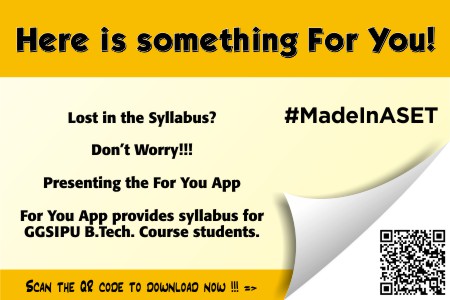 Here is something For You!
Lost in the Syllabus?
#MadeInASET
Don't Worry!!!
Presenting the For You App
For You App provides syllabus for
GGSIPU B.Tech. Course students.
Scan the QR code to download now !!! =>